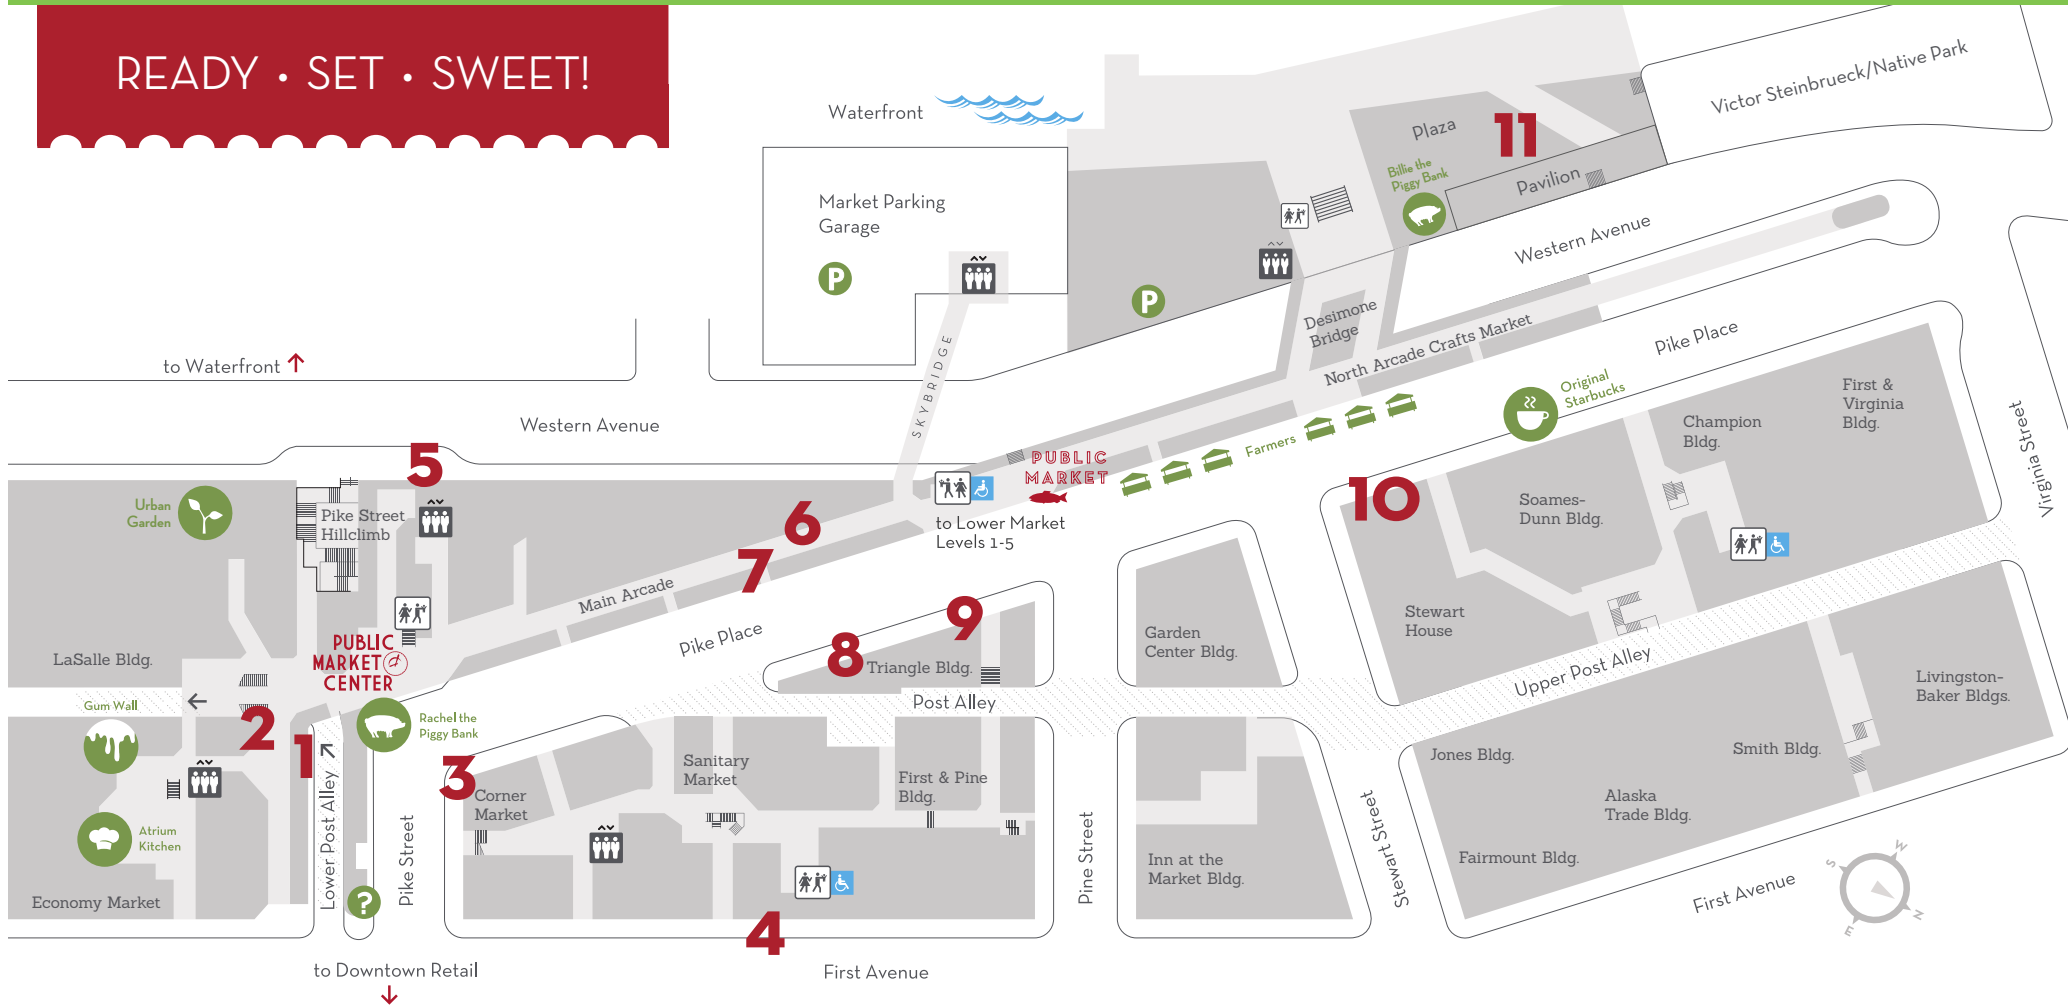 READY • SET • SWEET!
Waterfront
Victor Steinbrueck/Native Park
Plaza
11
Billie the
Piggy Bank
Pavilion
Market Parking
Garage
P
P
Western Avenue
Desimone
Bridge
North Arcade Crafts Market
Pike Place
SKYBRIDGE
to Waterfront
Western Avenue
Original
Starbucks
First &
Virginia
Bldg.
Champion
Bldg.
Virginia Street
Farmers
PUBLIC
MARKET
5
Urban
Garden
Pike Street
Hillclimb
6
7
to Lower Market
Levels 1-5
10
Soames-
Dunn Bldg.
Main Arcade
Pike Place
Stewart
House
9
8
Triangle Bldg.
Garden
Center Bldg.
LaSalle Bldg.
PUBLIC
MARKET
CENTER
Gum Wall
Post Alley
Upper Post Alley
Livingston-
Baker Bldgs.
2
1
Rachel the
Piggy Bank
3
Corner
Market
Sanitary
Market
First & Pine
Bldg.
Jones Bldg.
Smith Bldg.
Alaska
Trade Bldg.
Atrium
Kitchen
Lower Post Alley
Pike Street
Pine Street
Inn at the
Market Bldg.
Stewart Street
Fairmount Bldg.
Economy Market
?
4
First Avenue
S
W
E
N
to Downtown Retail
First Avenue